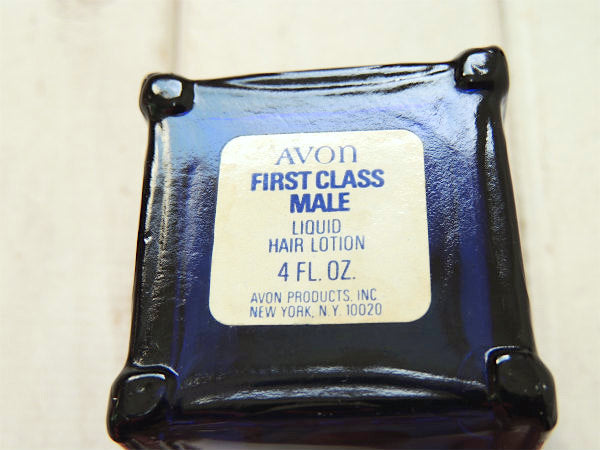 AVON
FIRST CLASS
MALE
LIQUID
HAIR LOTION
4 FL. OZ.
AVON PRODUCTS, INC
NEW YORK, N.Y. 10020